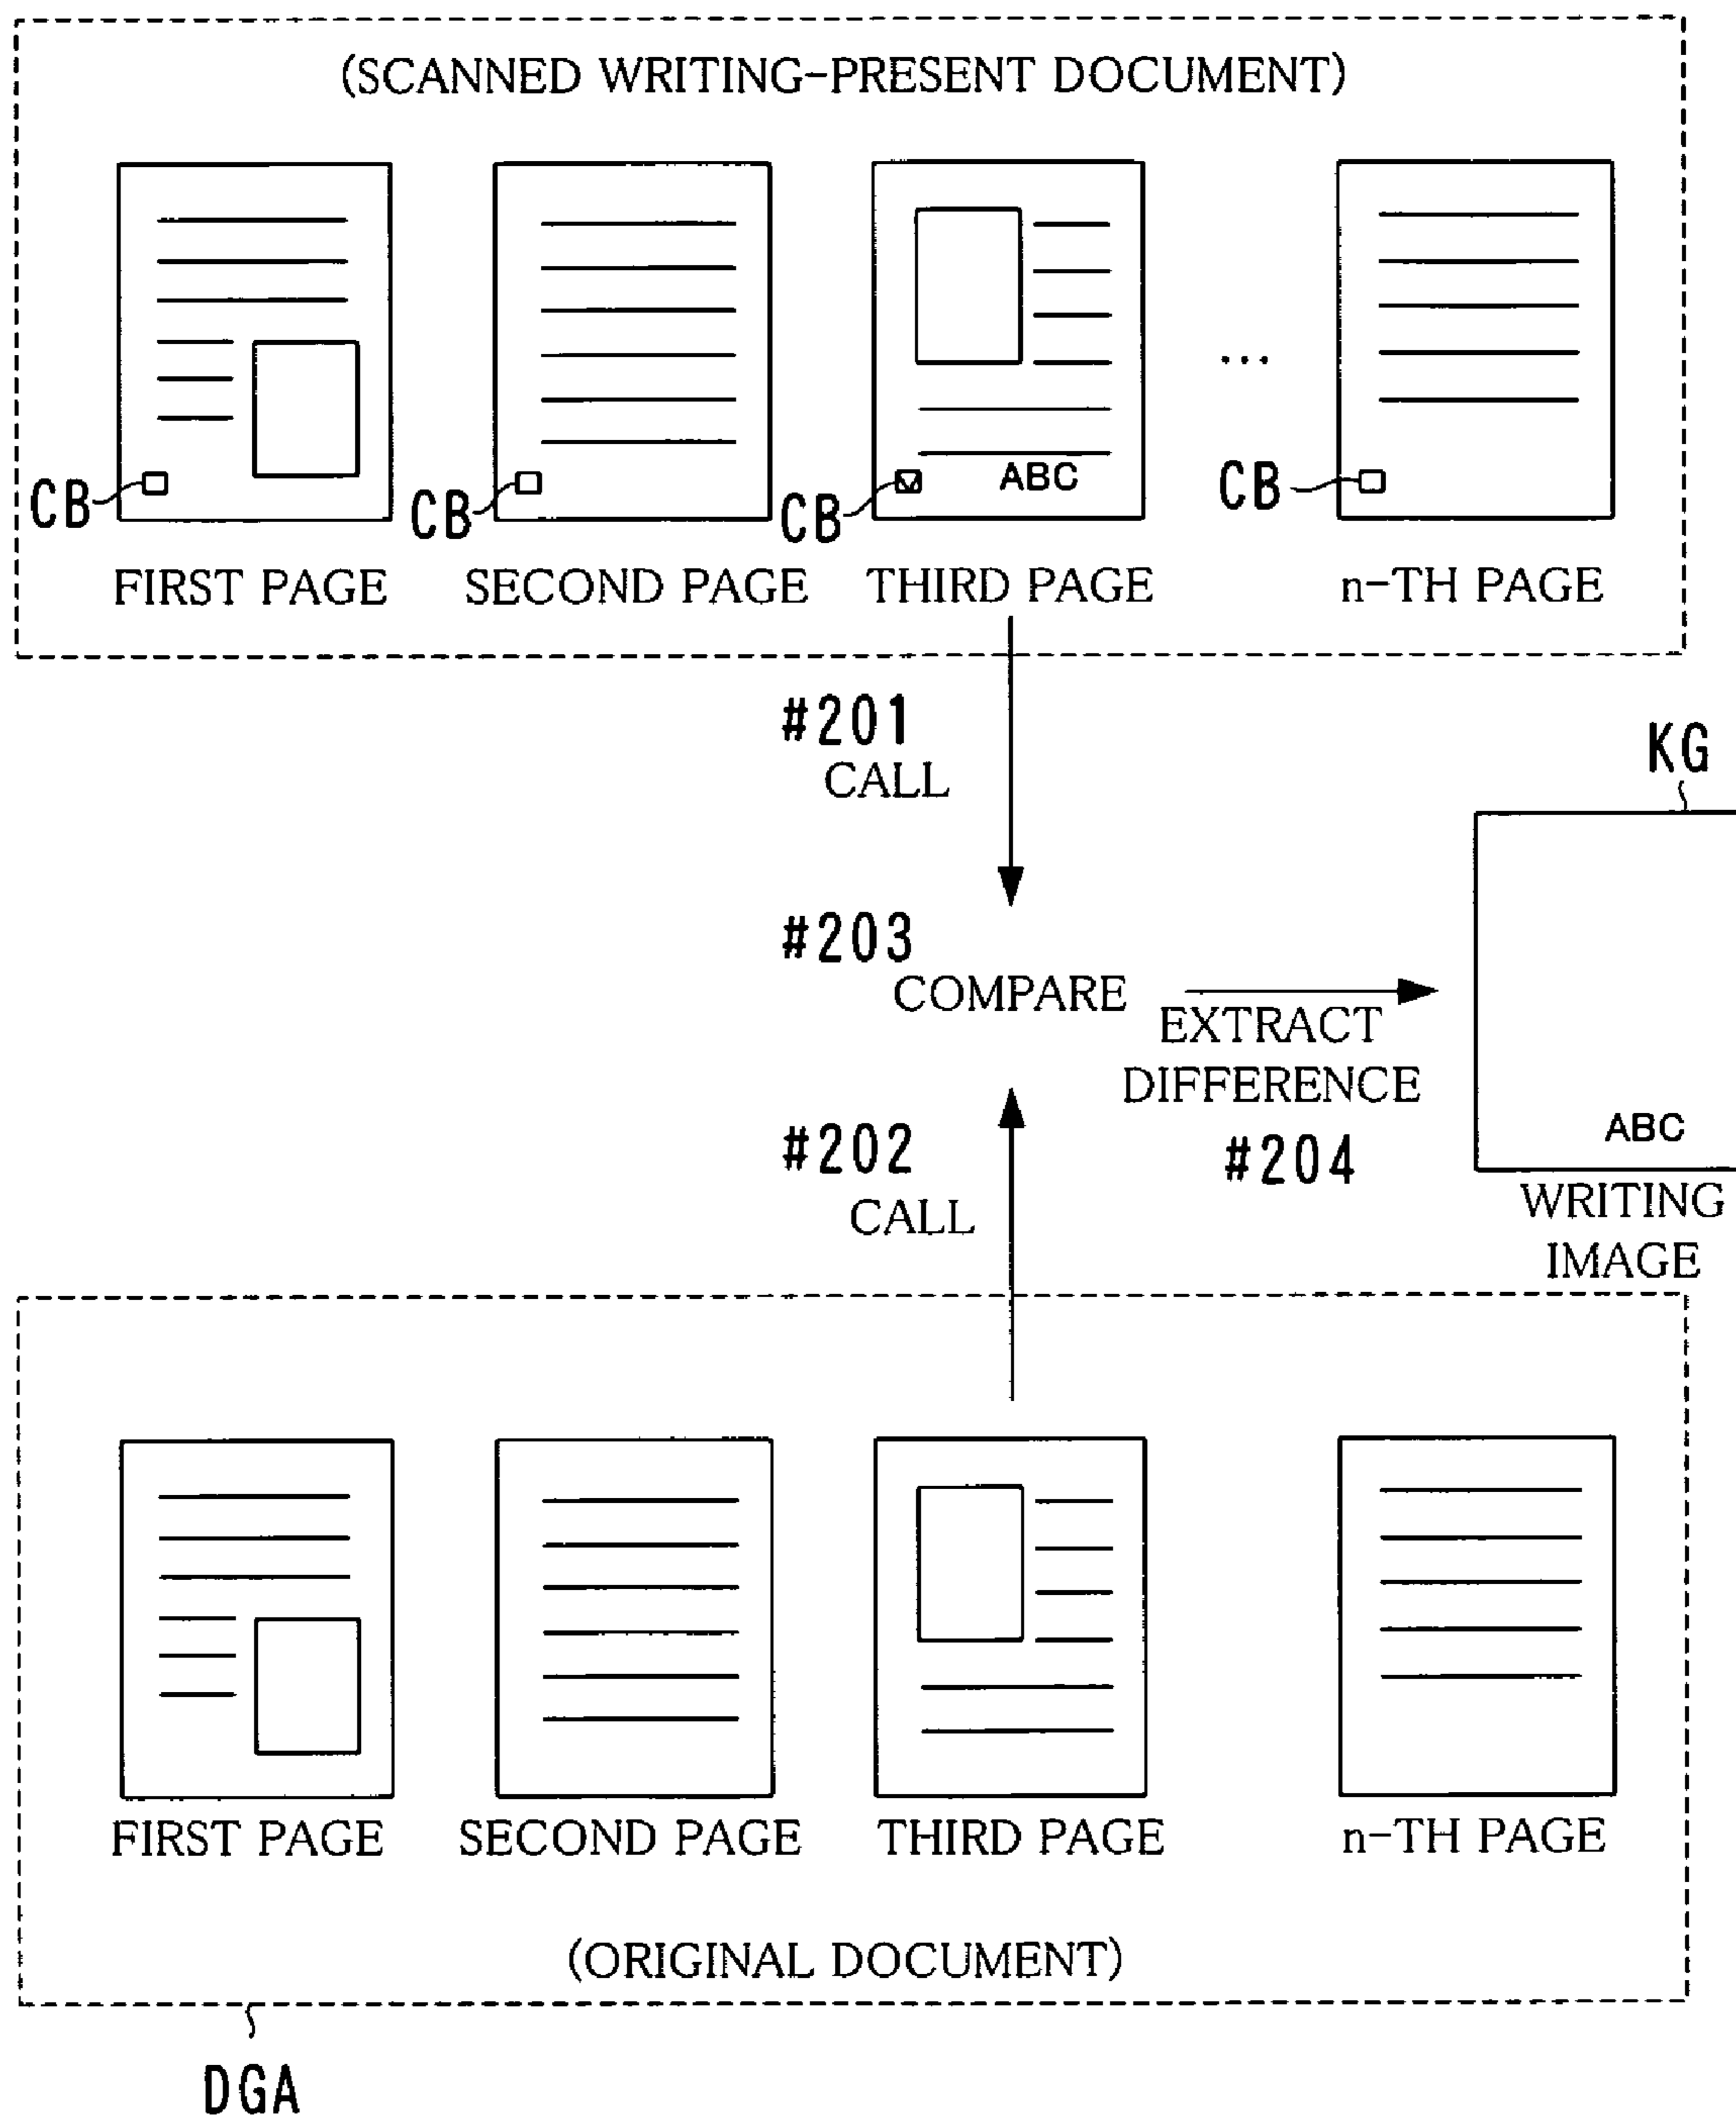 (SCANNED WRITING-PRESENT DOCUMENT)
ABC
CB
CB
CB
CB
FIRST PAGE
SECOND PAGE
THIRD PAGE
...
n-TH PAGE
#201
CALL
KG
#203
COMPARE
EXTRACT
DIFFERENCE
#204
#202
CALL
ABC
WRITING
IMAGE
FIRST PAGE
SECOND PAGE
THIRD PAGE
n-TH PAGE
(ORIGINAL DOCUMENT)
DGA